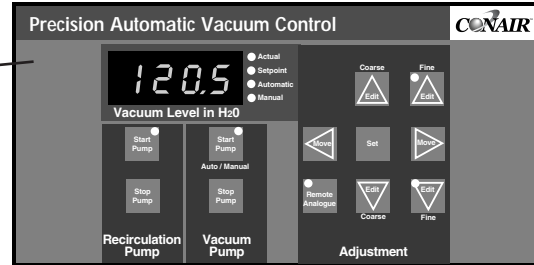 Precision Automatic Vacuum Control
CONAIR
120.5
Actual
Setpoint
Automatic
Manual
Vacuum Level in H20
Start
Pump
Start
Pump
Auto / Manual
Stop
Pump
Stop
Pump
Recirculation
Pump
Vacuum
Pump
Coarse
Fine
Edit
Edit
Move
Set
Move
Remote
Analogue
Edit
Edit
Coarse
Fine
Adjustment